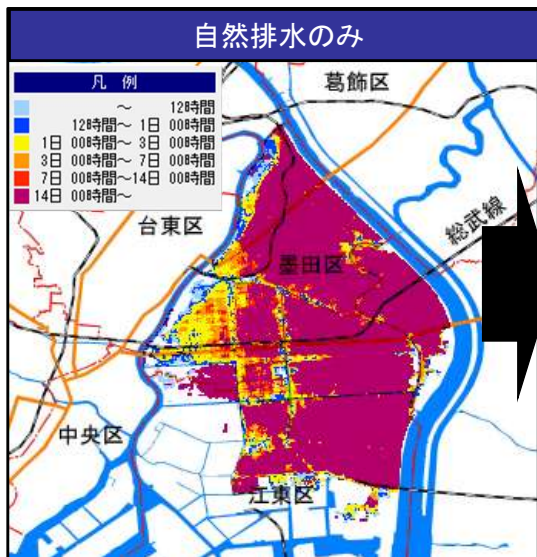 自然排水のみ
凡 例
～ 12時間
12時間～ 1日 00時間
1日 00時間～ 3日 00時間
3日 00時間～ 7日 00時間
7日 00時間～14日 00時間
14日 00時間～
葛飾区
台東区
総武線
墨田区
中央区
江東区